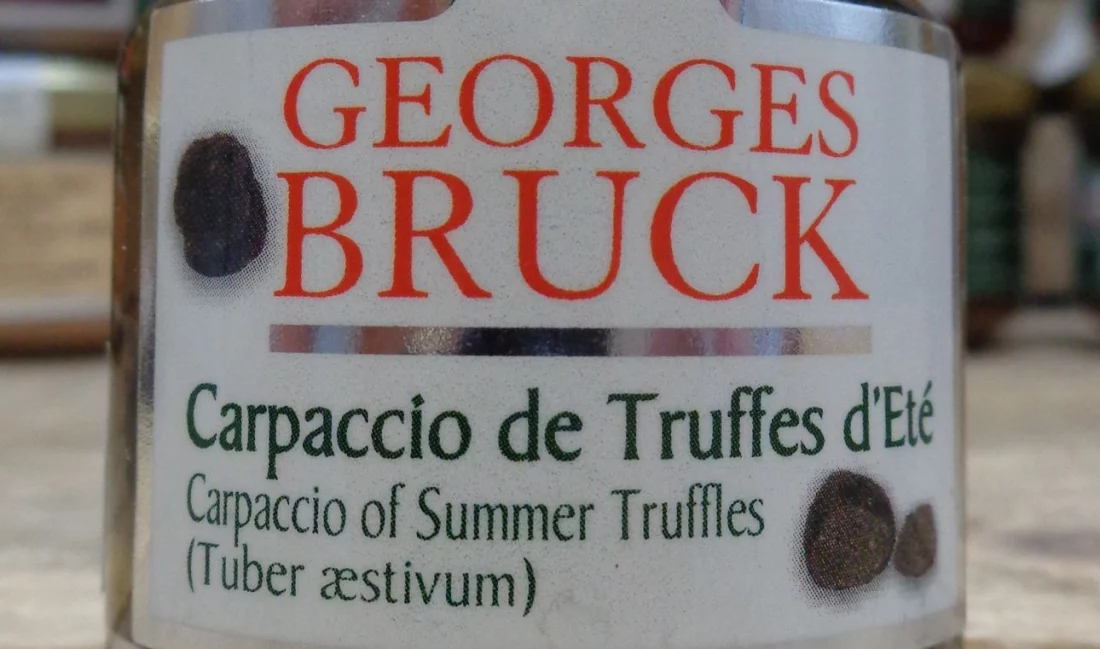 GEORGES
BRUCK
Carpaccio de Truffes d'Eté
Carpaccio of Summer Truffles
(Tuber æstivum)